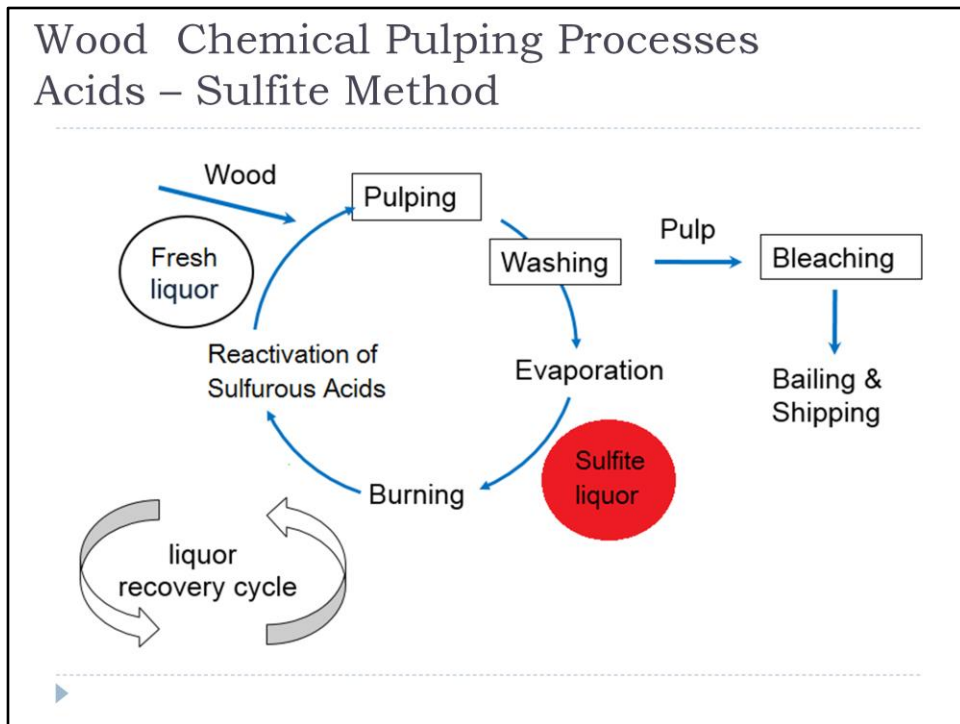 Wood  Chemical Pulping Processes
Acids – Sulfite Method
Wood
Pulping
Fresh
liquor
Washing
Pulp
Bleaching
Reactivation of
Sulfurous Acids
Evaporation
Bailing &
Shipping
Sulfite
liquor
Burning
liquor
recovery cycle